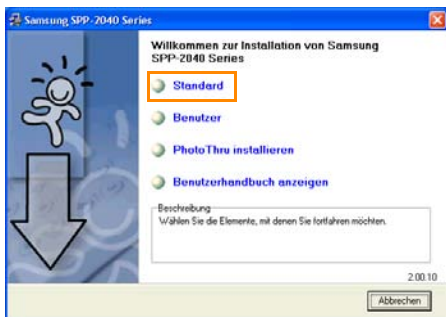 Samsung SPP-2040 Series
Willkommen zur Installation von Samsung
SPP-2040 Series
Standard
Benutzer
PhotoThru installieren
Benutzerhandbuch anzeigen
Beschreibung
Wählen Sie die Elemente, mit denen Sie fortfahren möchten.
2.00.10
Abbrechen